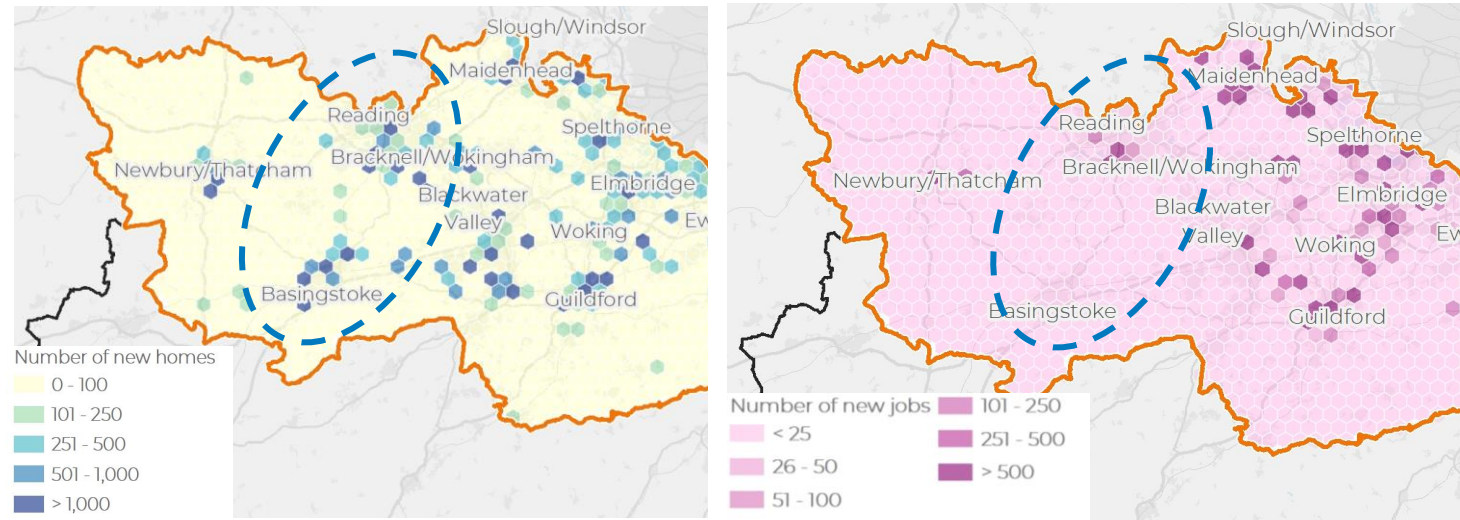 Slough/Windsor
Maidenhead
Reading
Spelthorne
Bracknell/Wokingham
Newbury/Thatcham
Elmbridge
Blackwater
Valley
Woking
Ew
Basingstoke
Guildford
Number of new homes
0 - 100
101 - 250
251 - 500
501 - 1,000
> 1,000
Slough/Windsor
Maidenhead
Reading
Spelthorne
Bracknell/Wokingham
Newbury/Thatcham
Elmbridge
Blackwater
Valley
Woking
Ew
Basingstoke
Guildford
Number of new jobs
< 25
26 - 50
51 - 100
101 - 250
251 - 500
> 500